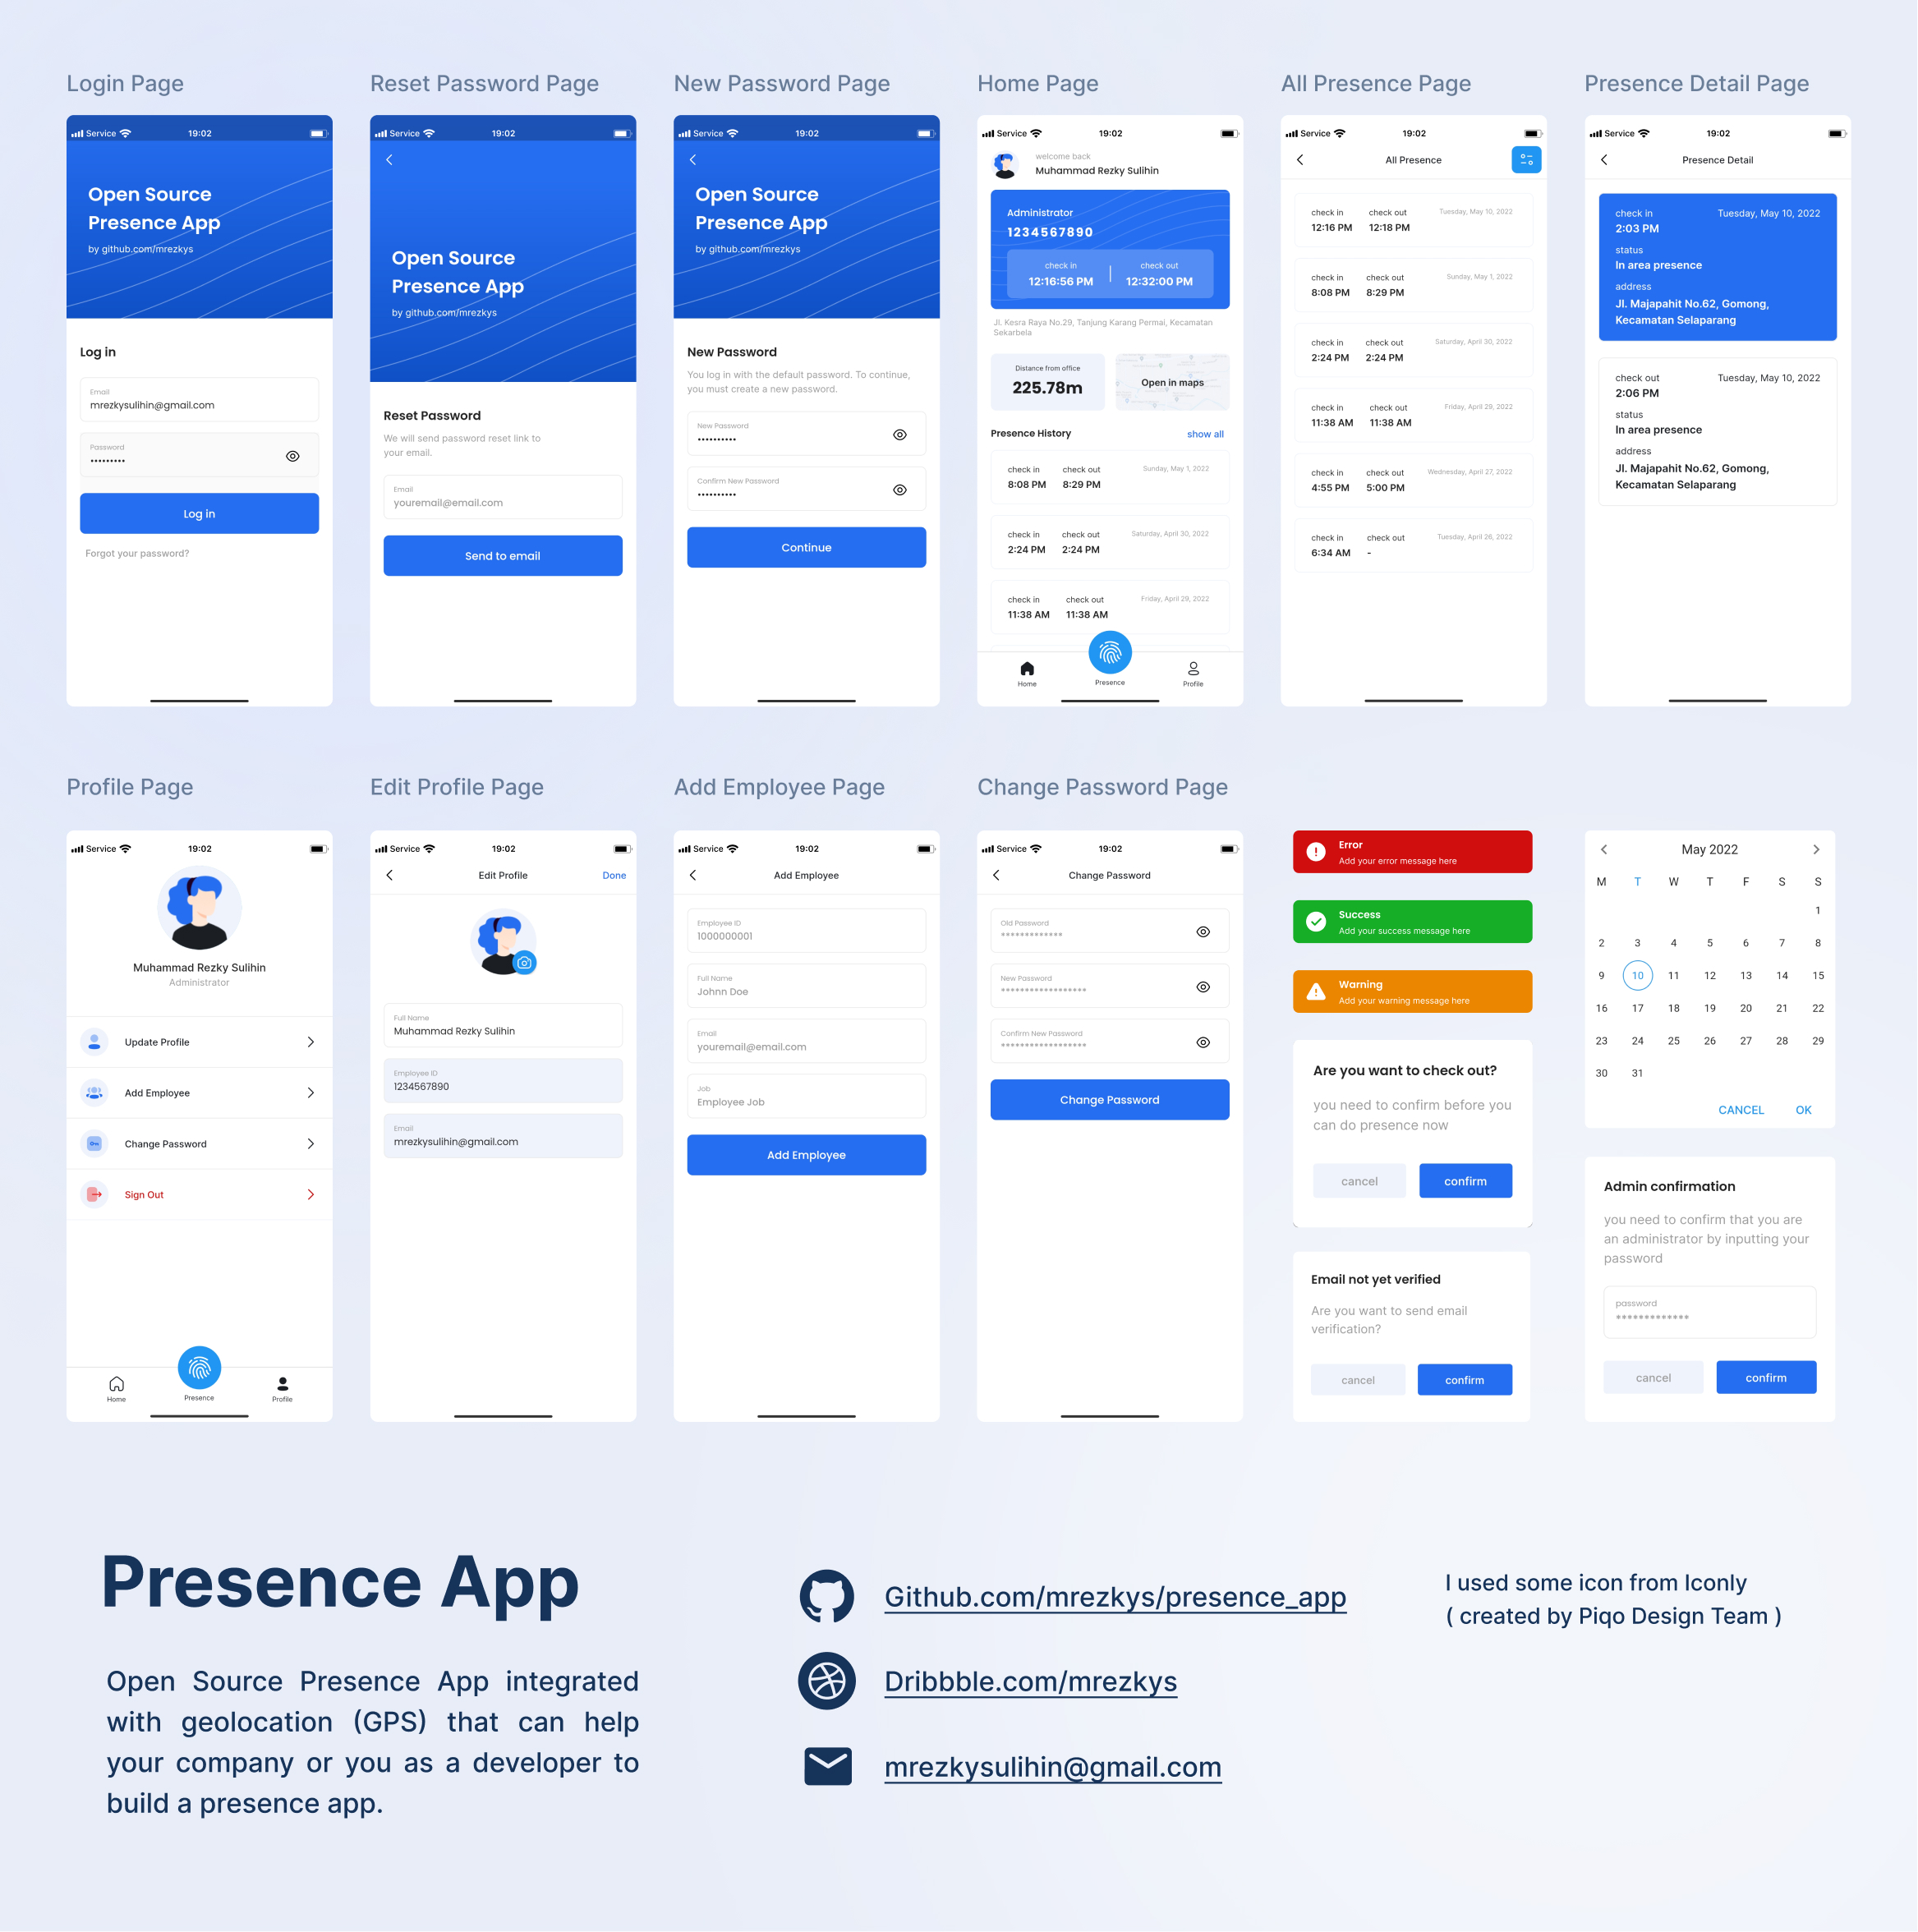 Login Page
Service 19:02
Open Source
Presence App
by github.com/mrezkys
Log in
Email
mrezkysulihin@gmail.com
Password
•••••••••
Log in
Forgot your password?
Reset Password Page
Service 19:02
Open Source
Presence App
by github.com/mrezkys
Reset Password
We will send password reset link to
your email.
Email
youremail@email.com
Send to email
New Password Page
Service 19:02
Open Source
Presence App
by github.com/mrezkys
New Password
You log in with the default password. To continue,
you must create a new password.
New Password
••••••••••
Confirm New Password
••••••••••
Continue
Home Page
Service 19:02
welcome back
Muhammad Rezky Sulihin
Administrator
1234567890
check in check out
12:16:56 PM 12:32:00 PM
Jl. Kesra Raya No.29, Tanjung Karang Permai, Kecamatan
Sekarbela
Distance from office
225.78m
Open in maps
Presence History show all
check in check out Sunday, May 1, 2022
8:08 PM 8:29 PM
check in check out Saturday, April 30, 2022
2:24 PM 2:24 PM
check in check out Friday, April 29, 2022
11:38 AM 11:38 AM
Home Presence Profile
All Presence Page
Service 19:02
All Presence
check in check out Tuesday, May 10, 2022
12:16 PM 12:18 PM
check in check out Sunday, May 1, 2022
8:08 PM 8:29 PM
check in check out Saturday, April 30, 2022
2:24 PM 2:24 PM
check in check out Friday, April 29, 2022
11:38 AM 11:38 AM
check in check out Wednesday, April 27, 2022
4:55 PM 5:00 PM
check in check out Tuesday, April 26, 2022
6:34 AM -
Presence Detail Page
Service 19:02
Presence Detail
check in Tuesday, May 10, 2022
2:03 PM
status
In area presence
address
Jl. Majapahit No.62, Gomong,
Kecamatan Selaparang
check out Tuesday, May 10, 2022
2:06 PM
status
In area presence
address
Jl. Majapahit No.62, Gomong,
Kecamatan Selaparang
Profile Page
Service 19:02
Muhammad Rezky Sulihin
Administrator
Update Profile
Add Employee
Change Password
Sign Out
Home Presence Profile
Edit Profile Page
Service 19:02
Edit Profile Done
Full Name
Muhammad Rezky Sulihin
Employee ID
1234567890
Email
mrezkysulihin@gmail.com
Add Employee Page
Service 19:02
Add Employee
Employee ID
1000000001
Full Name
Johnn Doe
Email
youremail@email.com
Job
Employee Job
Add Employee
Change Password Page
Service 19:02
Change Password
Old Password
*************
New Password
******************
Confirm New Password
******************
Change Password
Error
Add your error message here
Success
Add your success message here
Warning
Add your warning message here
Are you want to check out?
you need to confirm before you
can do presence now
cancel confirm
Email not yet verified
Are you want to send email
verification?
cancel confirm
May 2022
M T W T F S S
1
2 3 4 5 6 7 8
9 10 11 12 13 14 15
16 17 18 19 20 21 22
23 24 25 26 27 28 29
30 31
CANCEL OK
Admin confirmation
you need to confirm that you are
an administrator by inputting your
password
password
*************
cancel confirm
Presence App
Open Source Presence App integrated
with geolocation (GPS) that can help
your company or you as a developer to
build a presence app.
Github.com/mrezkys/presence_app
Dribbble.com/mrezkys
mrezkysulihin@gmail.com
I used some icon from Iconly
( created by Piqo Design Team )